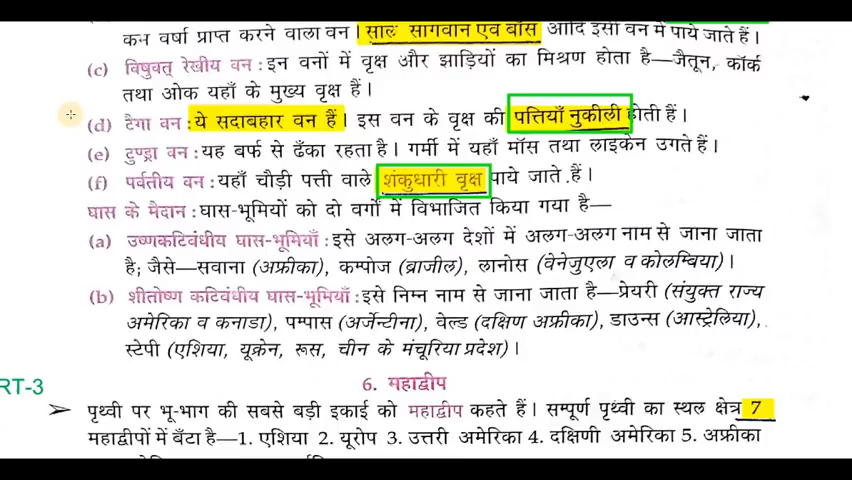 कम वर्षा प्राप्त करने वाला वन। साल सागवान एवं बाँस आदि इसी वन में पाये जाते हैं।
(c) विषुवत् रेखीय वन : इन वनों में वृक्ष और झाड़ियों का मिश्रण होता है—जैतून, कॉर्क
तथा ओक यहाँ के मुख्य वृक्ष हैं।
(d) टैगा वन : ये सदाबहार वन हैं। इस वन के वृक्ष की पत्तियाँ नुकीली होती हैं।
(e) टुण्ड्रा वन : यह बर्फ से ढँका रहता है। गर्मी में यहाँ मॉस तथा लाइकेन उगते हैं।
(f) पर्वतीय वन : यहाँ चौड़ी पत्ती वाले शंकुधारी वृक्ष पाये जाते हैं।
घास के मैदान : घास-भूमियों को दो वर्गो में विभाजित किया गया है—
(a) उष्णकटिवंधीय घास-भूमियाँ : इसे अलग-अलग देशों में अलग-अलग नाम से जाना जाता
है; जैसे—सवाना (अफ्रीका), कम्पोज (ब्राजील), लानोस (वेनेजुएला व कोलम्बिया)।
(b) शीतोष्ण कटिवंधीय घास-भूमियाँ : इसे निम्न नाम से जाना जाता है—प्रेयरी (संयुक्त राज्य
अमेरिका व कनाडा), पम्पास (अर्जेन्टीना), वेल्ड (दक्षिण अफ्रीका), डाउन्स (आस्ट्रेलिया),
स्टेपी (एशिया, यूक्रेन, रूस, चीन के मंचूरिया प्रदेश)।
RT-3
6. महाद्वीप
➢ पृथ्वी पर भू-भाग की सबसे बड़ी इकाई को महाद्वीप कहते हैं। सम्पूर्ण पृथ्वी का स्थल क्षेत्र 7
महाद्वीपों में बँटा है—1. एशिया 2. यूरोप 3. उत्तरी अमेरिका 4. दक्षिणी अमेरिका 5. अफ्रीका